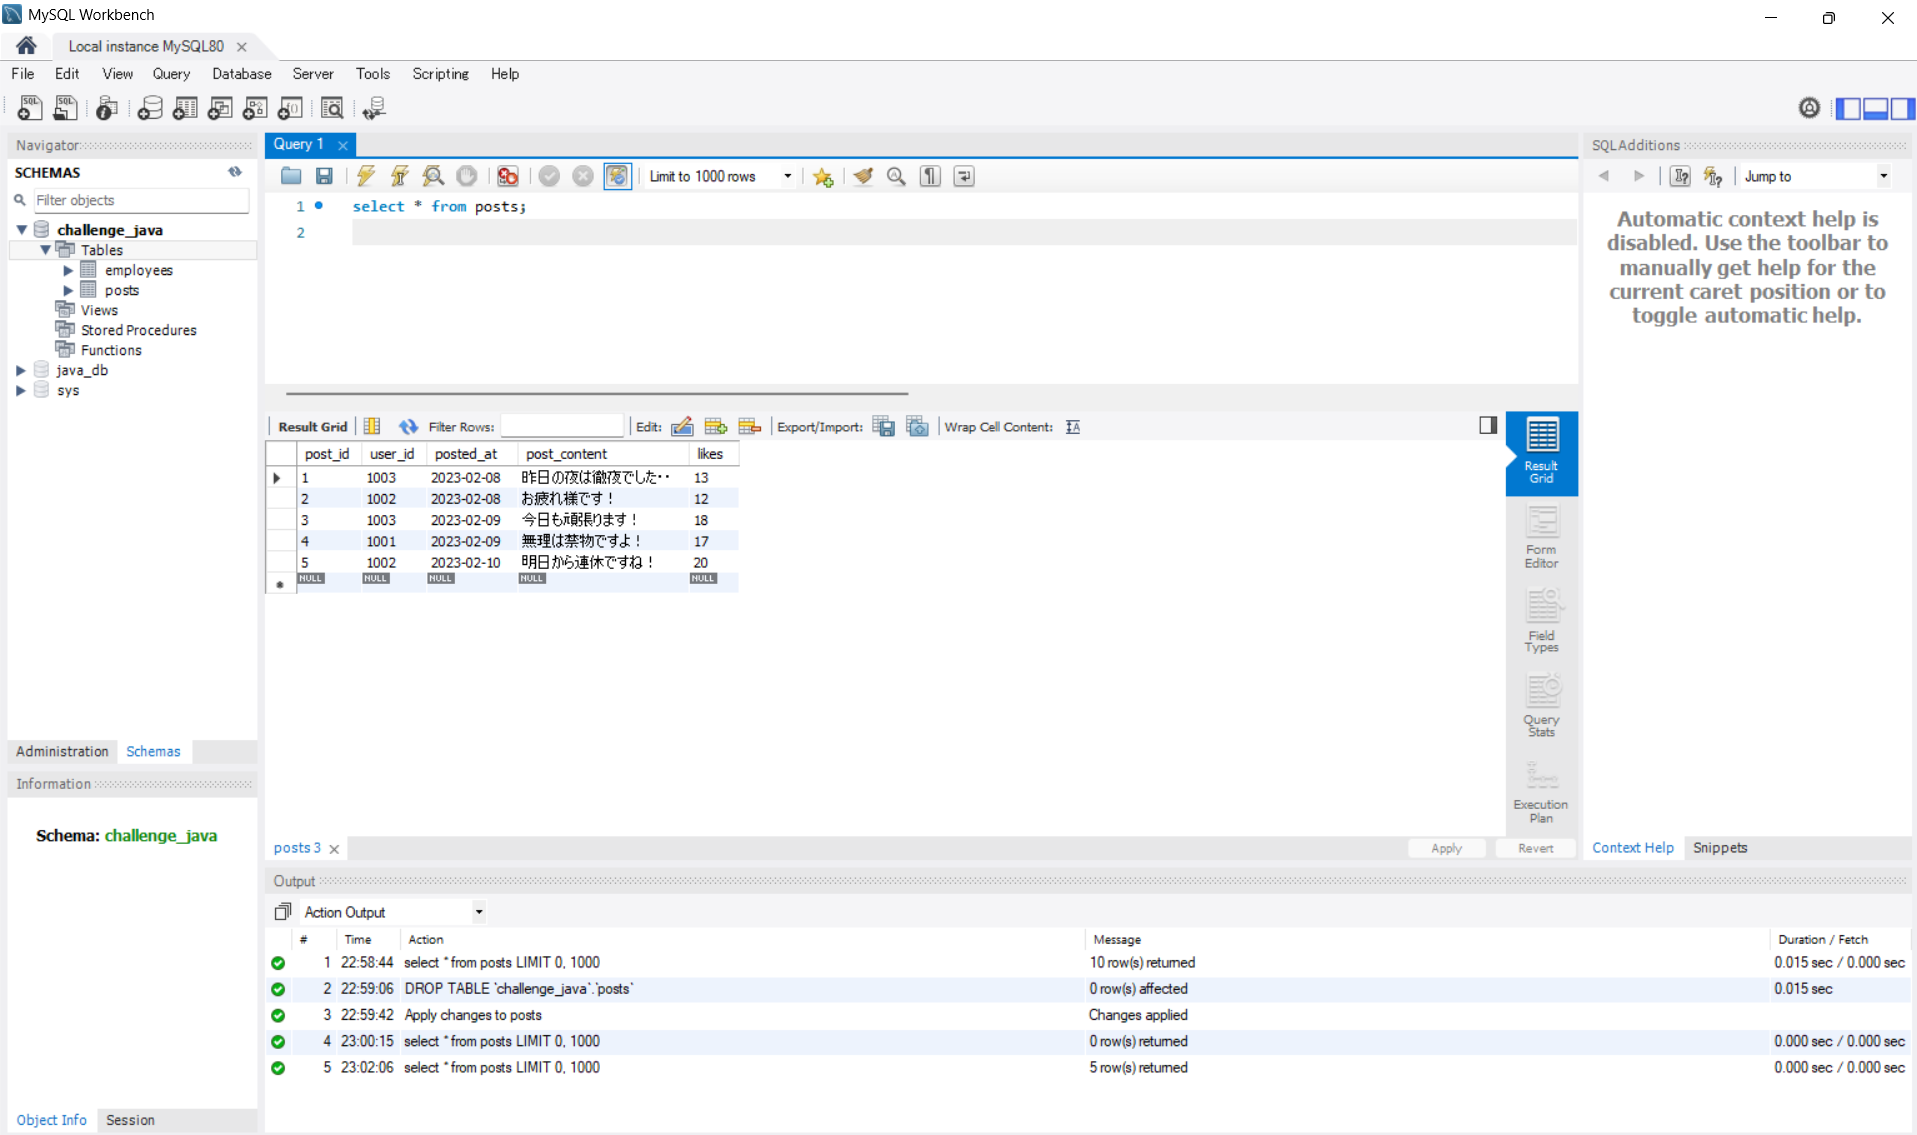 MySQL Workbench
Local instance MySQL80
File Edit View Query Database Server Tools Scripting Help
Navigator
SCHEMAS
Filter objects
challenge_java
Tables
employees
posts
Views
Stored Procedures
Functions
java_db
sys
Administration Schemas
Information
Schema: challenge_java
Object Info Session
Query 1
Limit to 1000 rows
1 select * from posts;
2
Result Grid Filter Rows: Edit: Export/Import: Wrap Cell Content:
post_id user_id posted_at post_content likes
1 1003 2023-02-08 昨日の夜は徹夜でした・・ 13
2 1002 2023-02-08 お疲れ様です！ 12
3 1003 2023-02-09 今日も頑張ります！ 18
4 1001 2023-02-09 無理は禁物ですよ！ 17
5 1002 2023-02-10 明日から連休ですね！ 20
NULL NULL NULL NULL NULL
Result Grid
Form Editor
Field Types
Query Stats
Execution Plan
posts 3
Apply Revert
SQLAdditions
Jump to
Automatic context help is
disabled. Use the toolbar to
manually get help for the
current caret position or to
toggle automatic help.
Context Help Snippets
Output
Action Output
# Time Action Message Duration / Fetch
1 22:58:44 select * from posts LIMIT 0, 1000 10 row(s) returned 0.015 sec / 0.000 sec
2 22:59:06 DROP TABLE `challenge_java`.`posts` 0 row(s) affected 0.015 sec
3 22:59:42 Apply changes to posts Changes applied
4 23:00:15 select * from posts LIMIT 0, 1000 0 row(s) returned 0.000 sec / 0.000 sec
5 23:02:06 select * from posts LIMIT 0, 1000 5 row(s) returned 0.000 sec / 0.000 sec